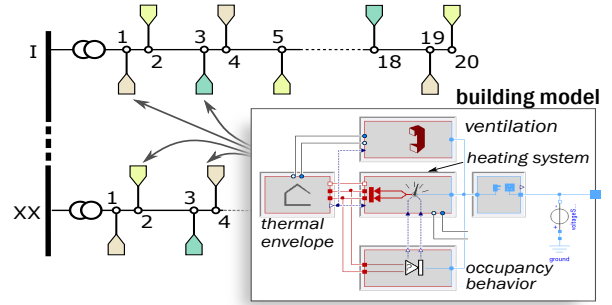 I
1
2
3
4
5
18
19
20
building model
ventilation
heating system
thermal
envelope
occupancy
behavior
ground
XX
1
2
3
4